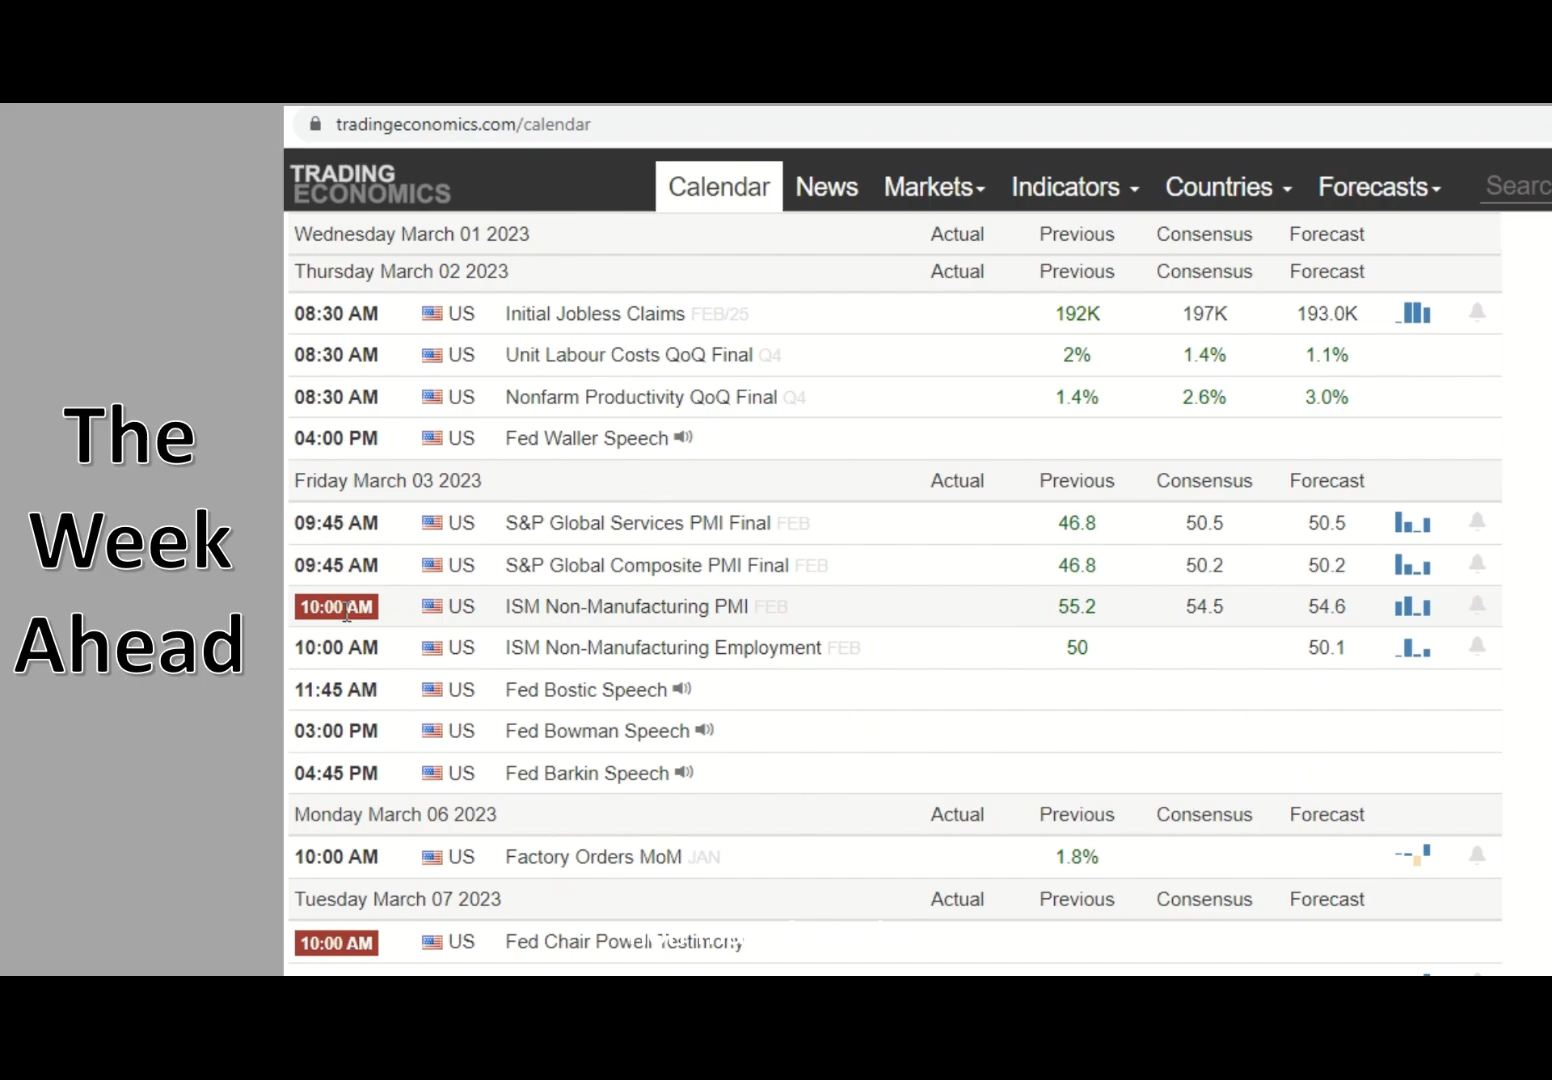 tradingeconomics.com/calendar
TRADING
ECONOMICS
Calendar News Markets Indicators Countries Forecasts Searc
Wednesday March 01 2023 Actual Previous Consensus Forecast
Thursday March 02 2023 Actual Previous Consensus Forecast
08:30 AM US Initial Jobless Claims FEB/25 192K 197K 193.0K
08:30 AM US Unit Labour Costs QoQ Final Q4 2% 1.4% 1.1%
08:30 AM US Nonfarm Productivity QoQ Final Q4 1.4% 2.6% 3.0%
04:00 PM US Fed Waller Speech
Friday March 03 2023 Actual Previous Consensus Forecast
09:45 AM US S&P Global Services PMI Final FEB 46.8 50.5 50.5
09:45 AM US S&P Global Composite PMI Final FEB 46.8 50.2 50.2
10:00 AM US ISM Non-Manufacturing PMI FEB 55.2 54.5 54.6
10:00 AM US ISM Non-Manufacturing Employment FEB 50 50.1
11:45 AM US Fed Bostic Speech
03:00 PM US Fed Bowman Speech
04:45 PM US Fed Barkin Speech
Monday March 06 2023 Actual Previous Consensus Forecast
10:00 AM US Factory Orders MoM JAN 1.8%
Tuesday March 07 2023 Actual Previous Consensus Forecast
10:00 AM US Fed Chair Powell Testimony
The
Week
Ahead